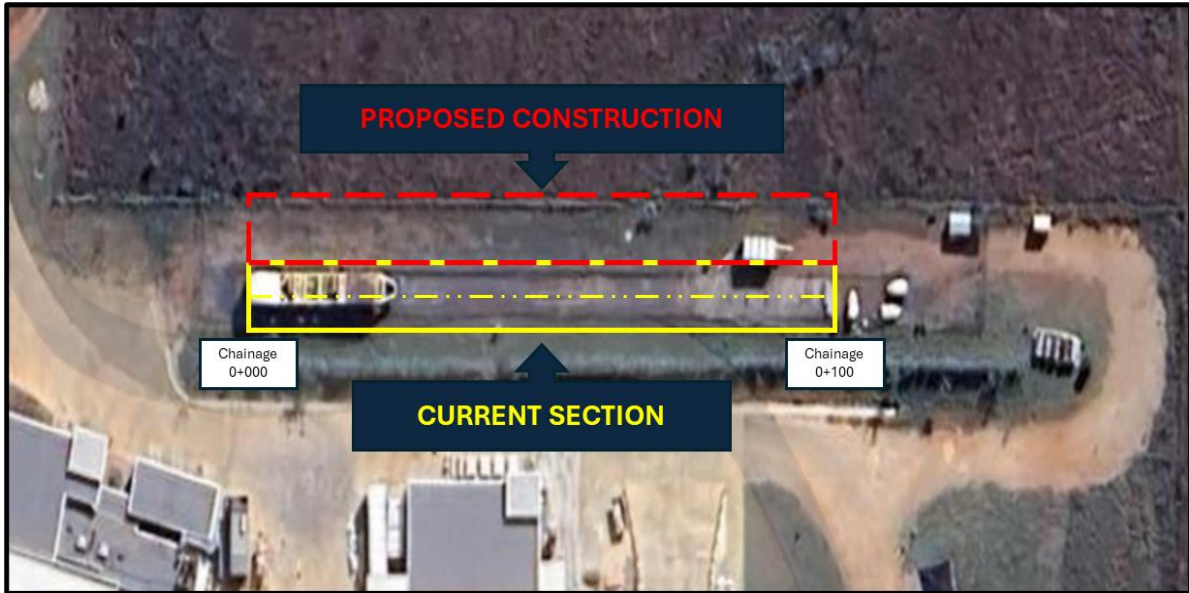 PROPOSED CONSTRUCTION
Chainage
0+000
Chainage
0+100
CURRENT SECTION